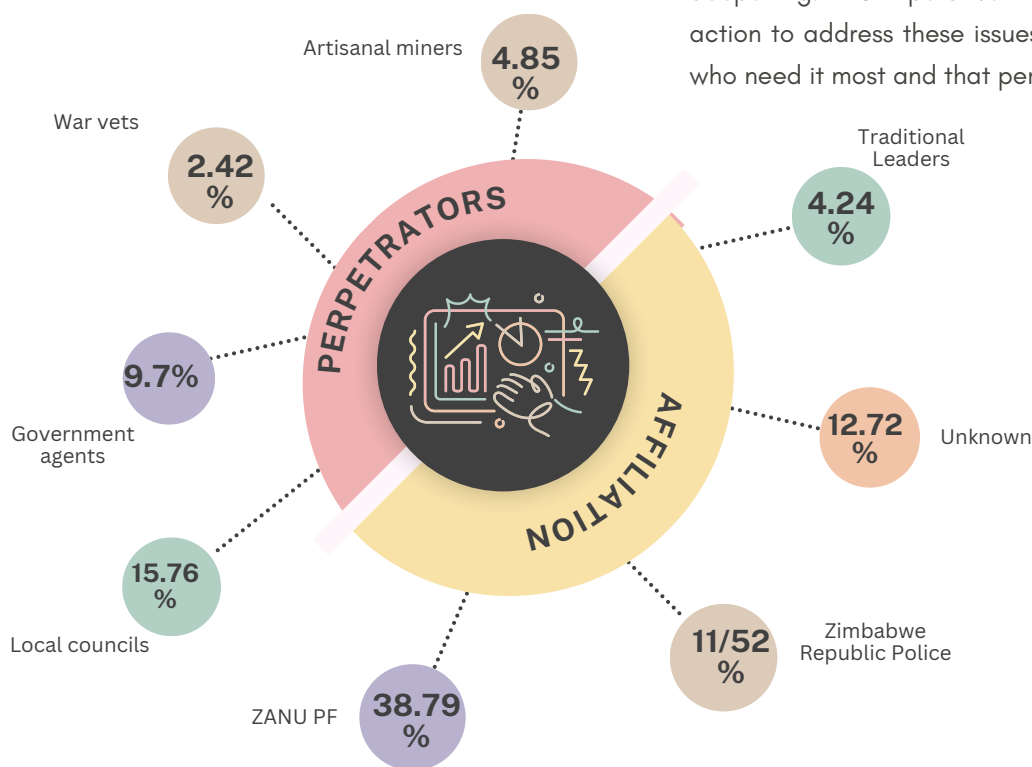 action to address these issues
who need it most and that per
Artisanal miners
4.85
%
War vets
2.42
%
Traditional
Leaders
4.24
%
PERPETRATORS
9.7%
Government
agents
12.72
%
Unknown
AFFILIATION
15.76
%
Local councils
11/52
%
Zimbabwe
Republic Police
ZANU PF
38.79
%